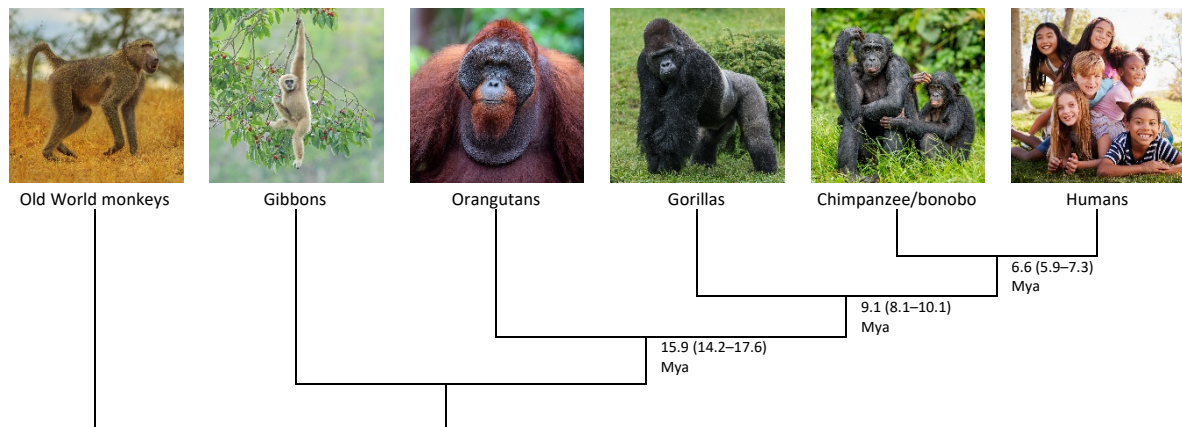 Old World monkeys
Gibbons
Orangutans
Gorillas
Chimpanzee/bonobo
Humans
6.6 (5.9–7.3)
Mya
9.1 (8.1–10.1)
Mya
15.9 (14.2–17.6)
Mya